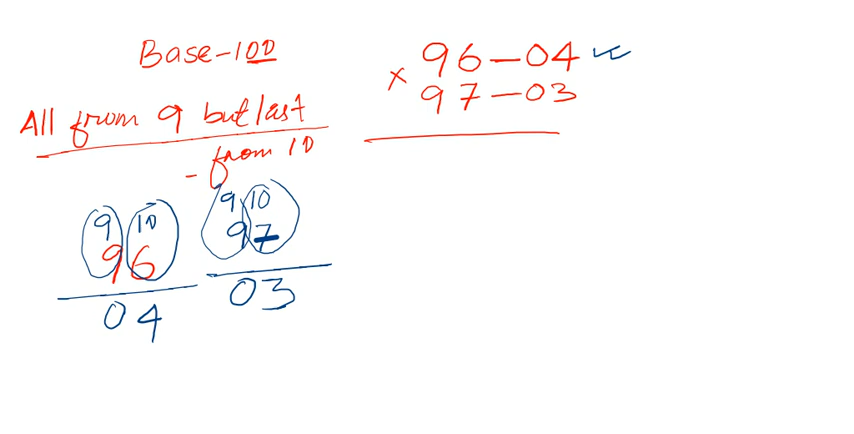 Base-100
All from 9 but last
- from 10
9 10
96
04
9 10
97
03
96-04
× 97-03